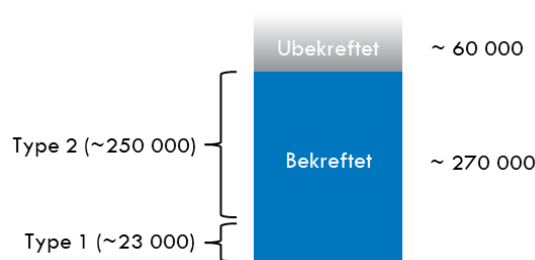 Ubekreftet
~ 60 000
Type 2 (~250 000)
Bekreftet
~ 270 000
Type 1 (~23 000)